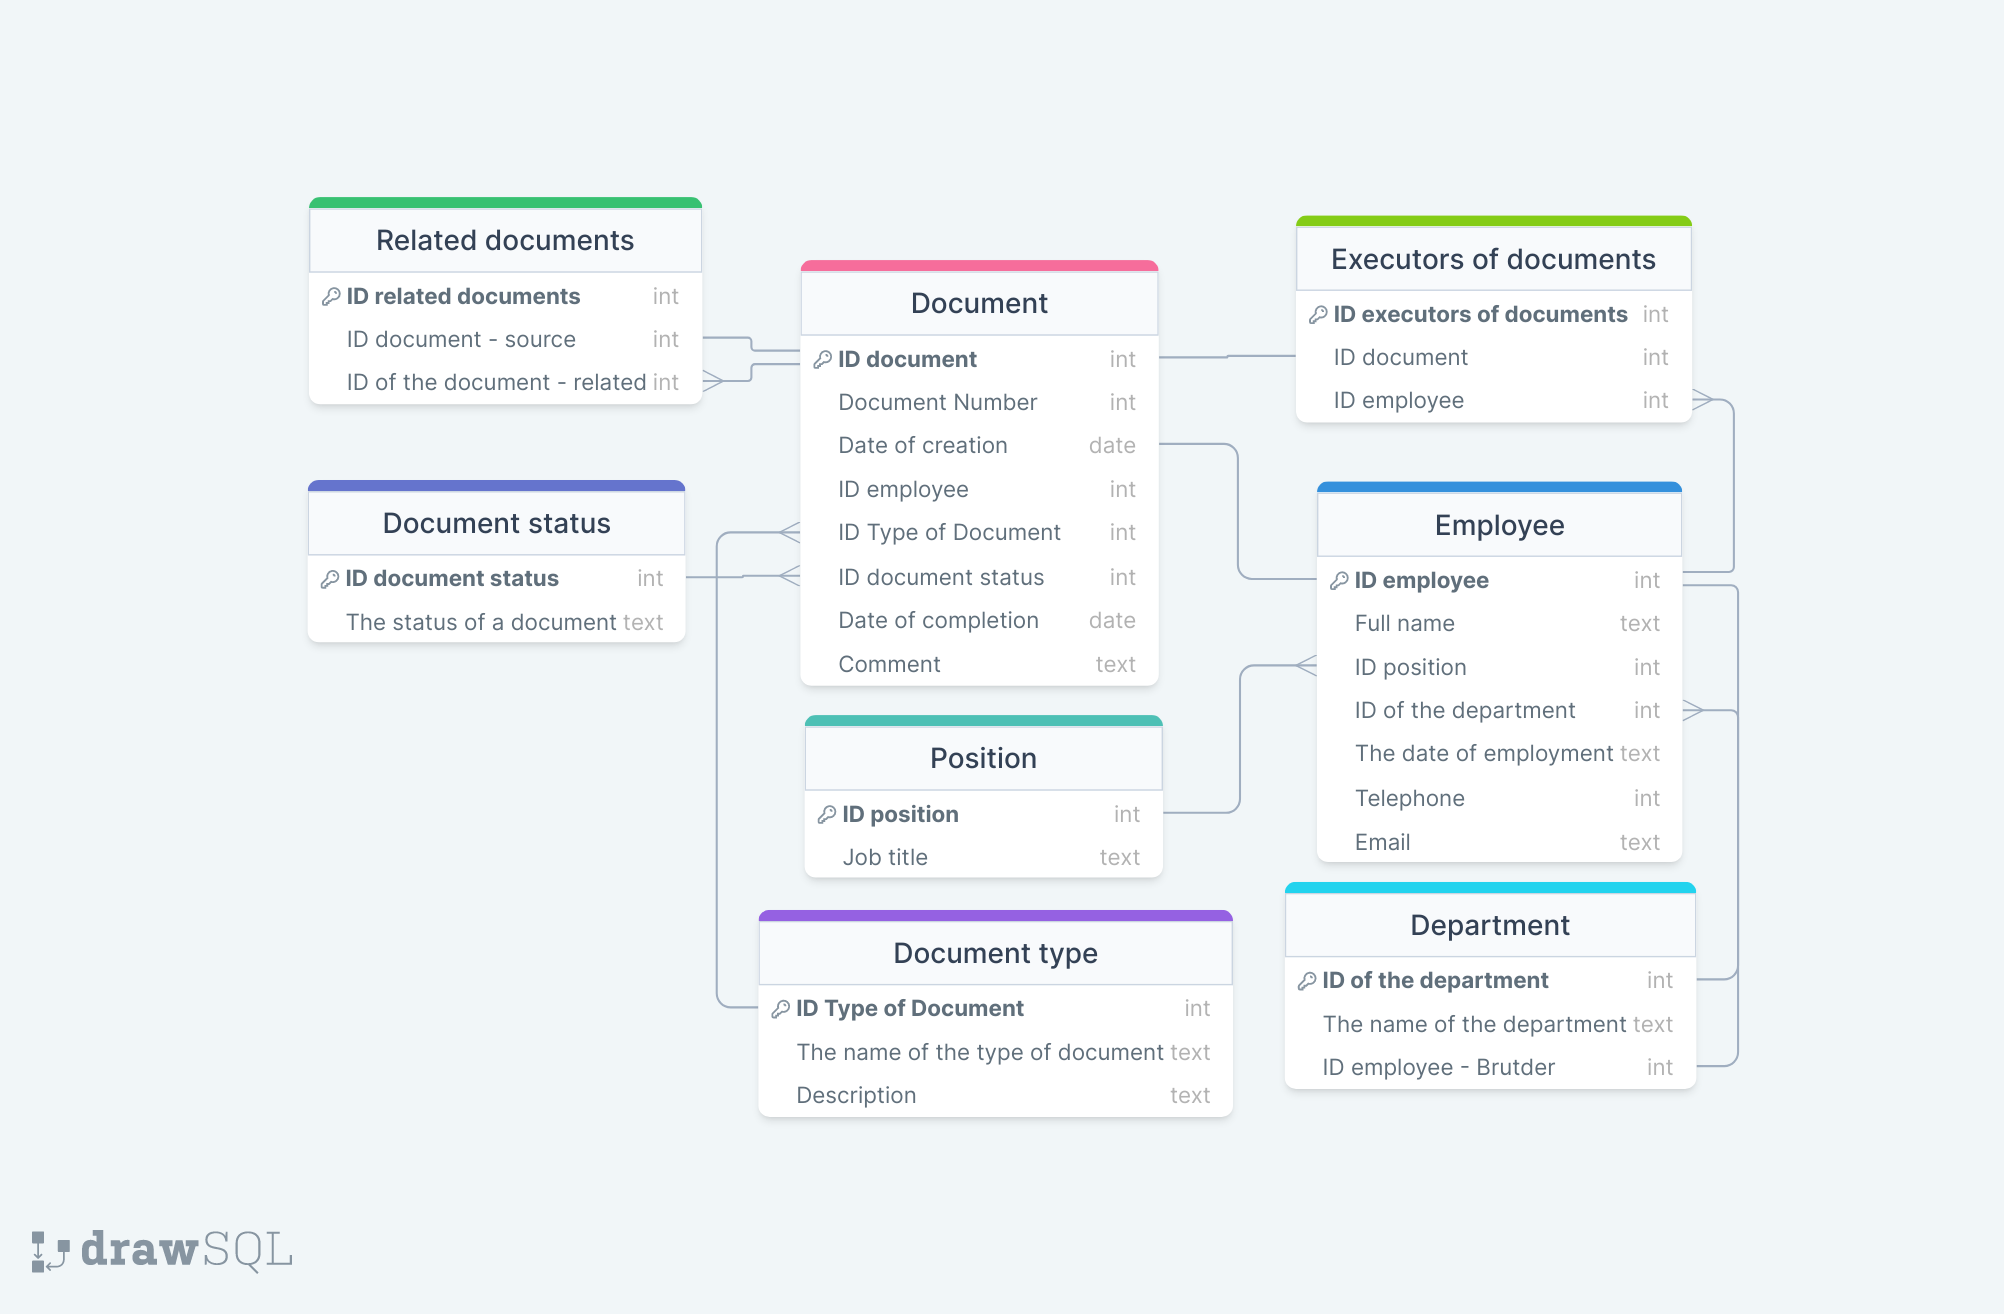 Related documents
ID related documents int
ID document - source int
ID of the document - related int
Document status
ID document status int
The status of a document text
Document
ID document int
Document Number int
Date of creation date
ID employee int
ID Type of Document int
ID document status int
Date of completion date
Comment text
Position
ID position int
Job title text
Document type
ID Type of Document int
The name of the type of document text
Description text
Executors of documents
ID executors of documents int
ID document int
ID employee int
Employee
ID employee int
Full name text
ID position int
ID of the department int
The date of employment text
Telephone int
Email text
Department
ID of the department int
The name of the department text
ID employee - Brutder int
drawSQL